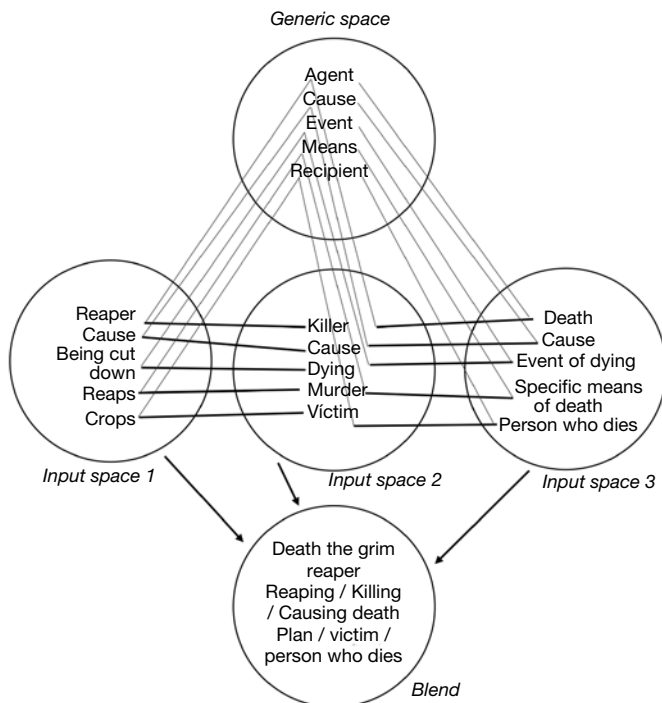 Generic space
Agent
Cause
Event
Means
Recipient
Reaper
Cause
Being cut
down
Reaps
Crops
Input space 1
Killer
Cause
Dying
Murder
Víctim
Input space 2
Death
Cause
Event of dying
Specific means
of death
Person who dies
Input space 3
Death the grim
reaper
Reaping / Killing
/ Causing death
Plan / victim /
person who dies
Blend